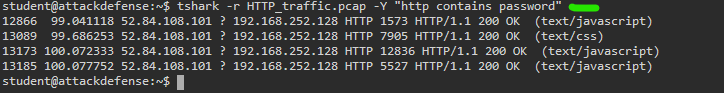 student@attackdefense:~$ tshark -r HTTP_traffic.pcap -Y "http contains password"
12866  99.041118 52.84.108.101 ? 192.168.252.128 HTTP 1573 HTTP/1.1 200 OK  (text/javascript)
13089  99.686253 52.84.108.101 ? 192.168.252.128 HTTP 7905 HTTP/1.1 200 OK  (text/css)
13173 100.072333 52.84.108.101 ? 192.168.252.128 HTTP 12836 HTTP/1.1 200 OK  (text/javascript)
13185 100.077752 52.84.108.101 ? 192.168.252.128 HTTP 5527 HTTP/1.1 200 OK  (text/javascript)
student@attackdefense:~$